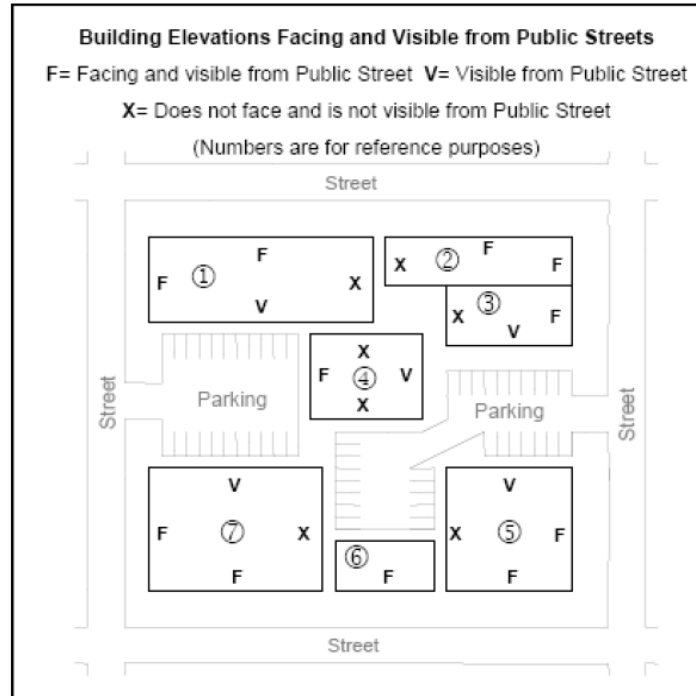 Building Elevations Facing and Visible from Public Streets
F= Facing and visible from Public Street V= Visible from Public Street
X= Does not face and is not visible from Public Street
(Numbers are for reference purposes)
Street
F
F
①
X
V
F
X
②
F
③
X
F
V
X
F
④
V
X
Street
Parking
Parking
Street
V
F
⑦
X
F
⑥
F
V
X
⑤
F
F
Street